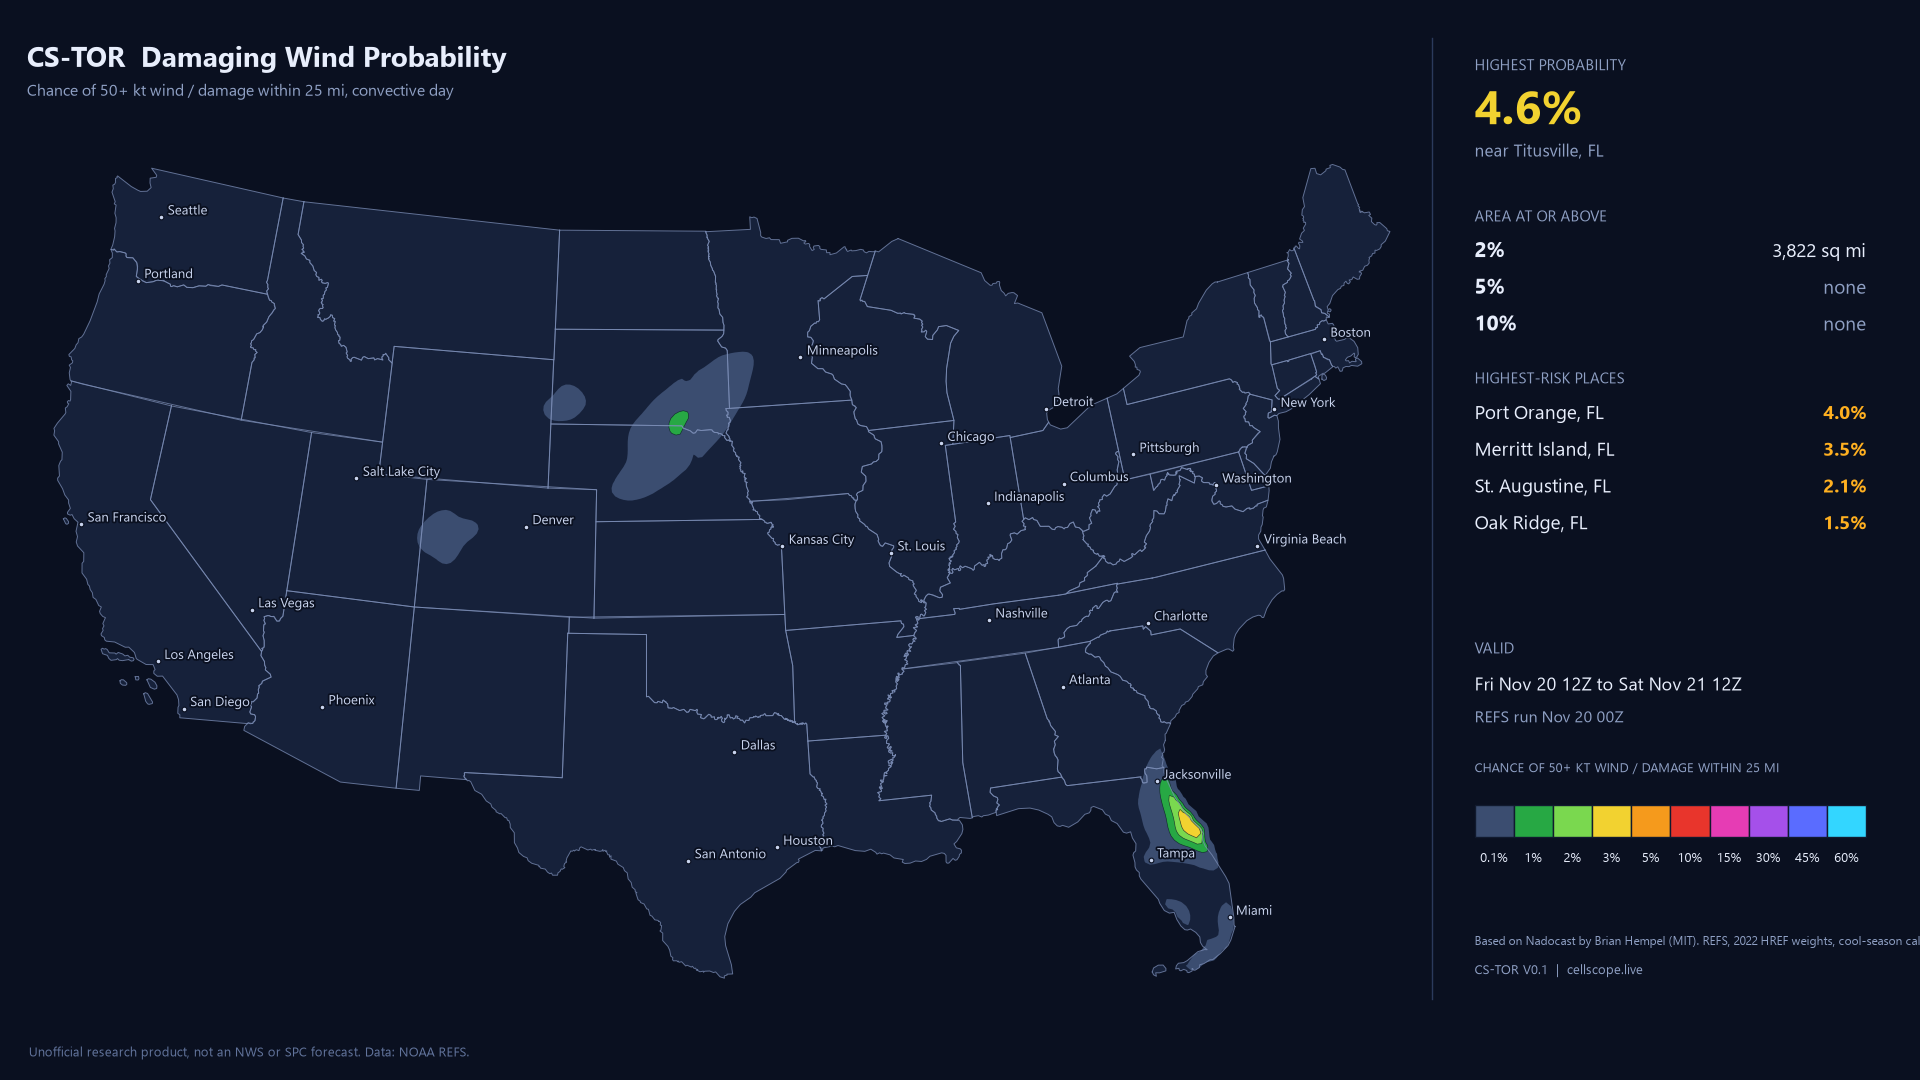 CS-TOR Damaging Wind Probability
Chance of 50+ kt wind / damage within 25 mi, convective day
Seattle
Portland
Minneapolis
Boston
Detroit
New York
Chicago
Pittsburgh
Salt Lake City
Columbus
Washington
Indianapolis
San Francisco
Denver
Kansas City
St. Louis
Virginia Beach
Las Vegas
Nashville
Charlotte
Los Angeles
Atlanta
San Diego
Phoenix
Dallas
Jacksonville
Houston
San Antonio
Tampa
Miami
HIGHEST PROBABILITY
4.6%
near Titusville, FL
AREA AT OR ABOVE
2% 3,822 sq mi
5% none
10% none
HIGHEST-RISK PLACES
Port Orange, FL 4.0%
Merritt Island, FL 3.5%
St. Augustine, FL 2.1%
Oak Ridge, FL 1.5%
VALID
Fri Nov 20 12Z to Sat Nov 21 12Z
REFS run Nov 20 00Z
CHANCE OF 50+ KT WIND / DAMAGE WITHIN 25 MI
0.1% 1% 2% 3% 5% 10% 15% 30% 45% 60%
Based on Nadocast by Brian Hempel (MIT). REFS, 2022 HREF weights, cool-season cal
CS-TOR V0.1 | cellscope.live
Unofficial research product, not an NWS or SPC forecast. Data: NOAA REFS.